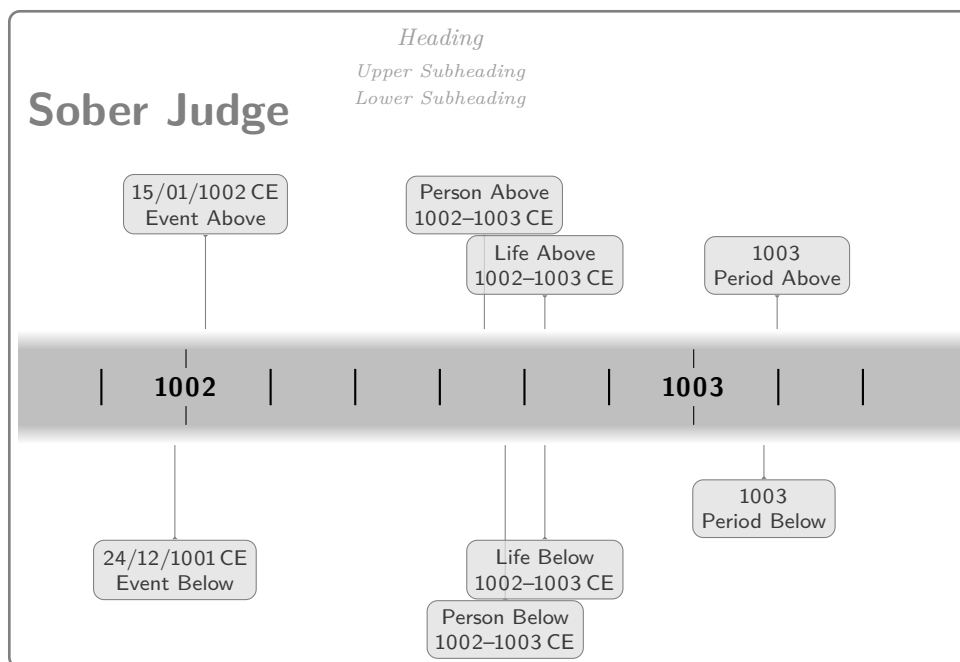 Heading
Upper Subheading
Lower Subheading
Sober Judge
15/01/1002 CE
Event Above
Person Above
1002–1003 CE
Life Above
1002–1003 CE
1003
Period Above
1002
1003
1003
Period Below
24/12/1001 CE
Event Below
Life Below
1002–1003 CE
Person Below
1002–1003 CE